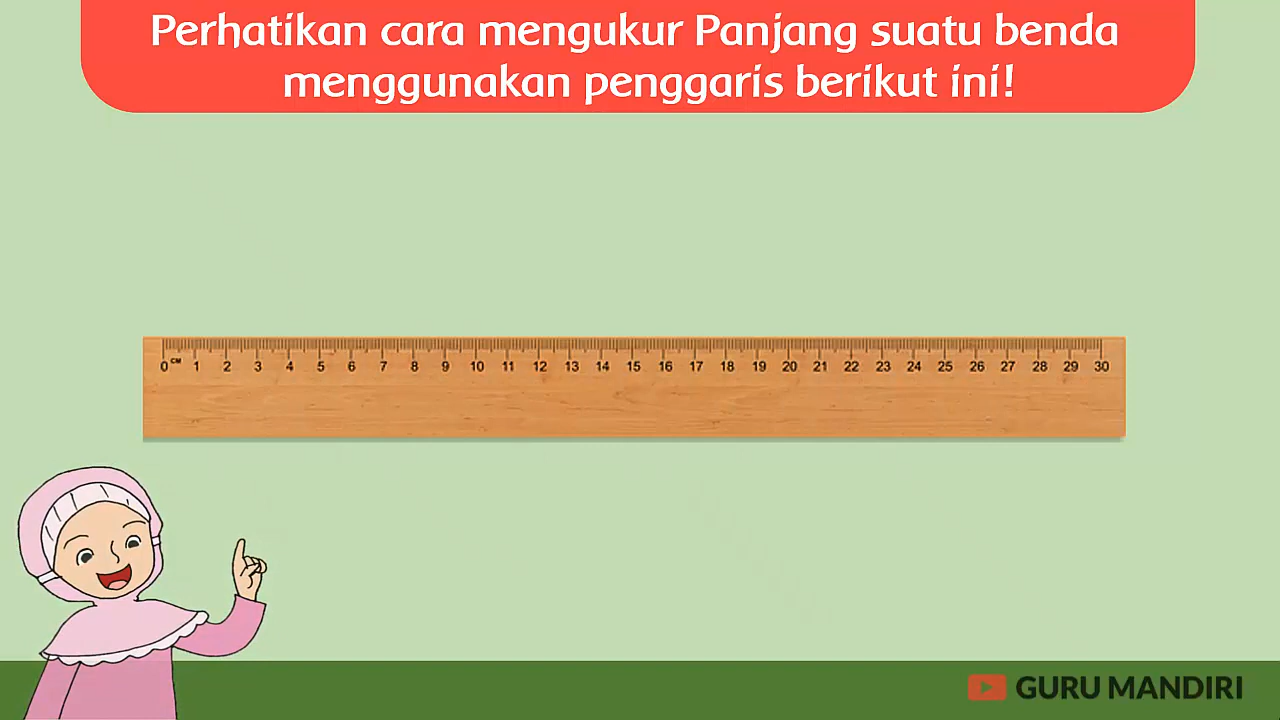 Perhatikan cara mengukur Panjang suatu benda
menggunakan penggaris berikut ini!
0 CM 1 2 3 4 5 6 7 8 9 10 11 12 13 14 15 16 17 18 19 20 21 22 23 24 25 26 27 28 29 30
GURU MANDIRI